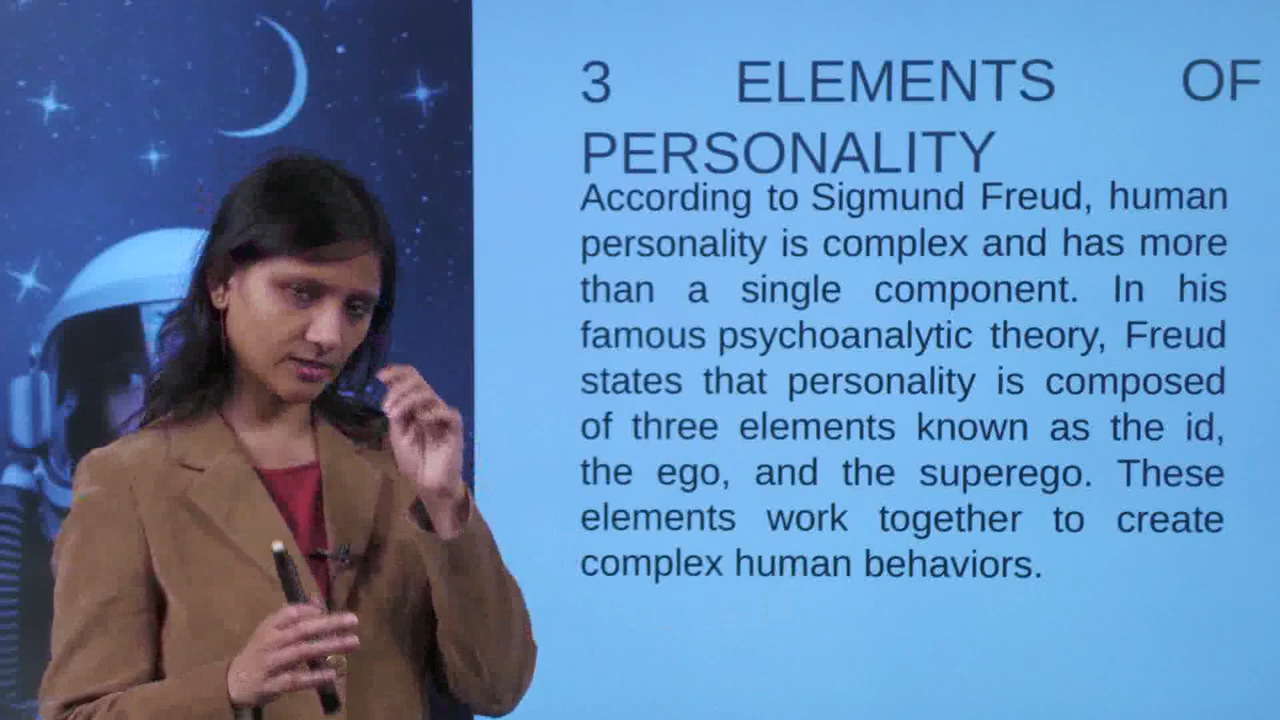 3 ELEMENTS OF
PERSONALITY
According to Sigmund Freud, human
personality is complex and has more
than a single component. In his
famous psychoanalytic theory, Freud
states that personality is composed
of three elements known as the id,
the ego, and the superego. These
elements work together to create
complex human behaviors.